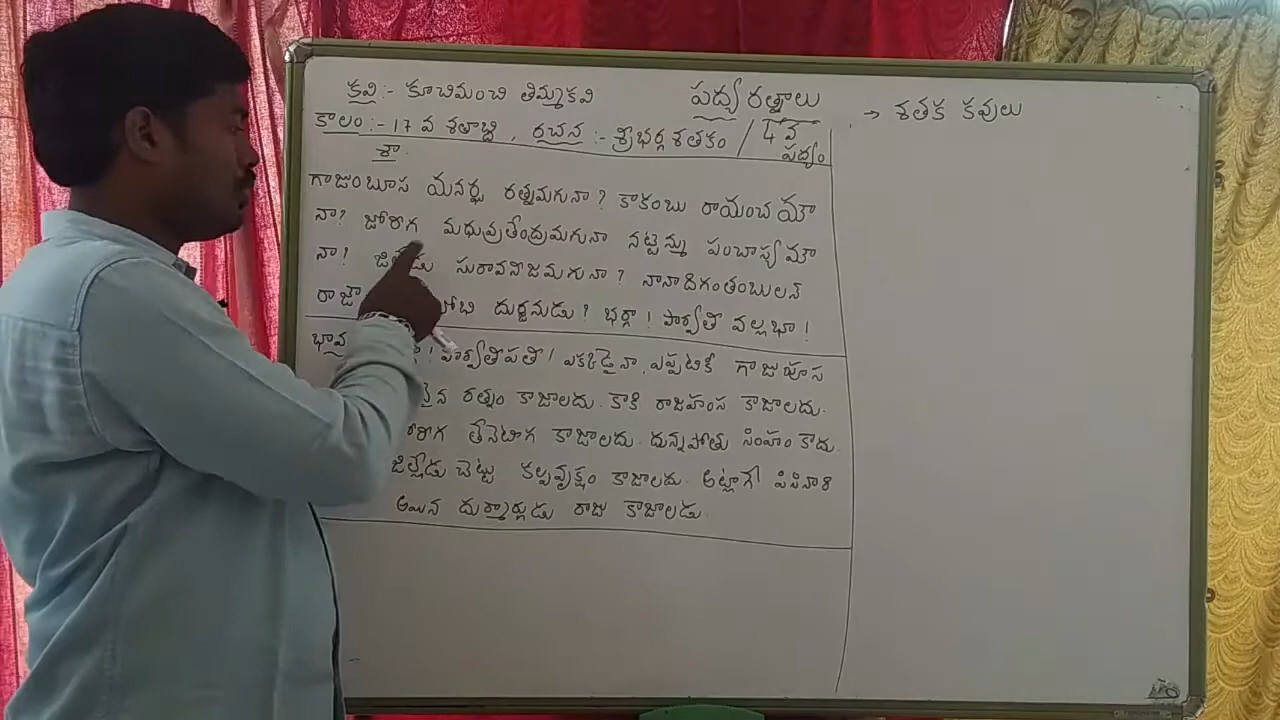 కవి :- కూచిమంచి తిమ్మకవి
పద్య రత్నాలు
→ శతక కవులు
కాలం :- 17 వ శతాబ్ది , రచన :- శ్రీభర్గ శతకం / 4 వ పద్యం
శా.
గాజుంబూస యనర్ఘ రత్నమగునా ? కాకంబు రాయంచ యౌ
నా? జోరీగ మధువ్రతేంద్రమగునా నట్టెన్ము పంచాస్య మౌ
నా! జిల్లేడు సురావనీజమగునా ? నానాదిగంతంబులన్
రాజౌ లోభి దుర్జనుడు ? భర్గా ! పార్వతీ వల్లభా !
భావ ! పార్వతీపతీ ! ఎక్కడైనా, ఎప్పటికీ గాజుపూస
రత్నం కాజాలదు. కాకి రాజహంస కాజాలదు.
జోరీగ తేనెటీగ కాజాలదు. దున్నపోతు సింహం కాదు.
జిల్లేడు చెట్టు కల్పవృక్షం కాజాలదు. అట్లాగే పిసినారి
అయిన దుర్మార్గుడు రాజు కాజాలడు.